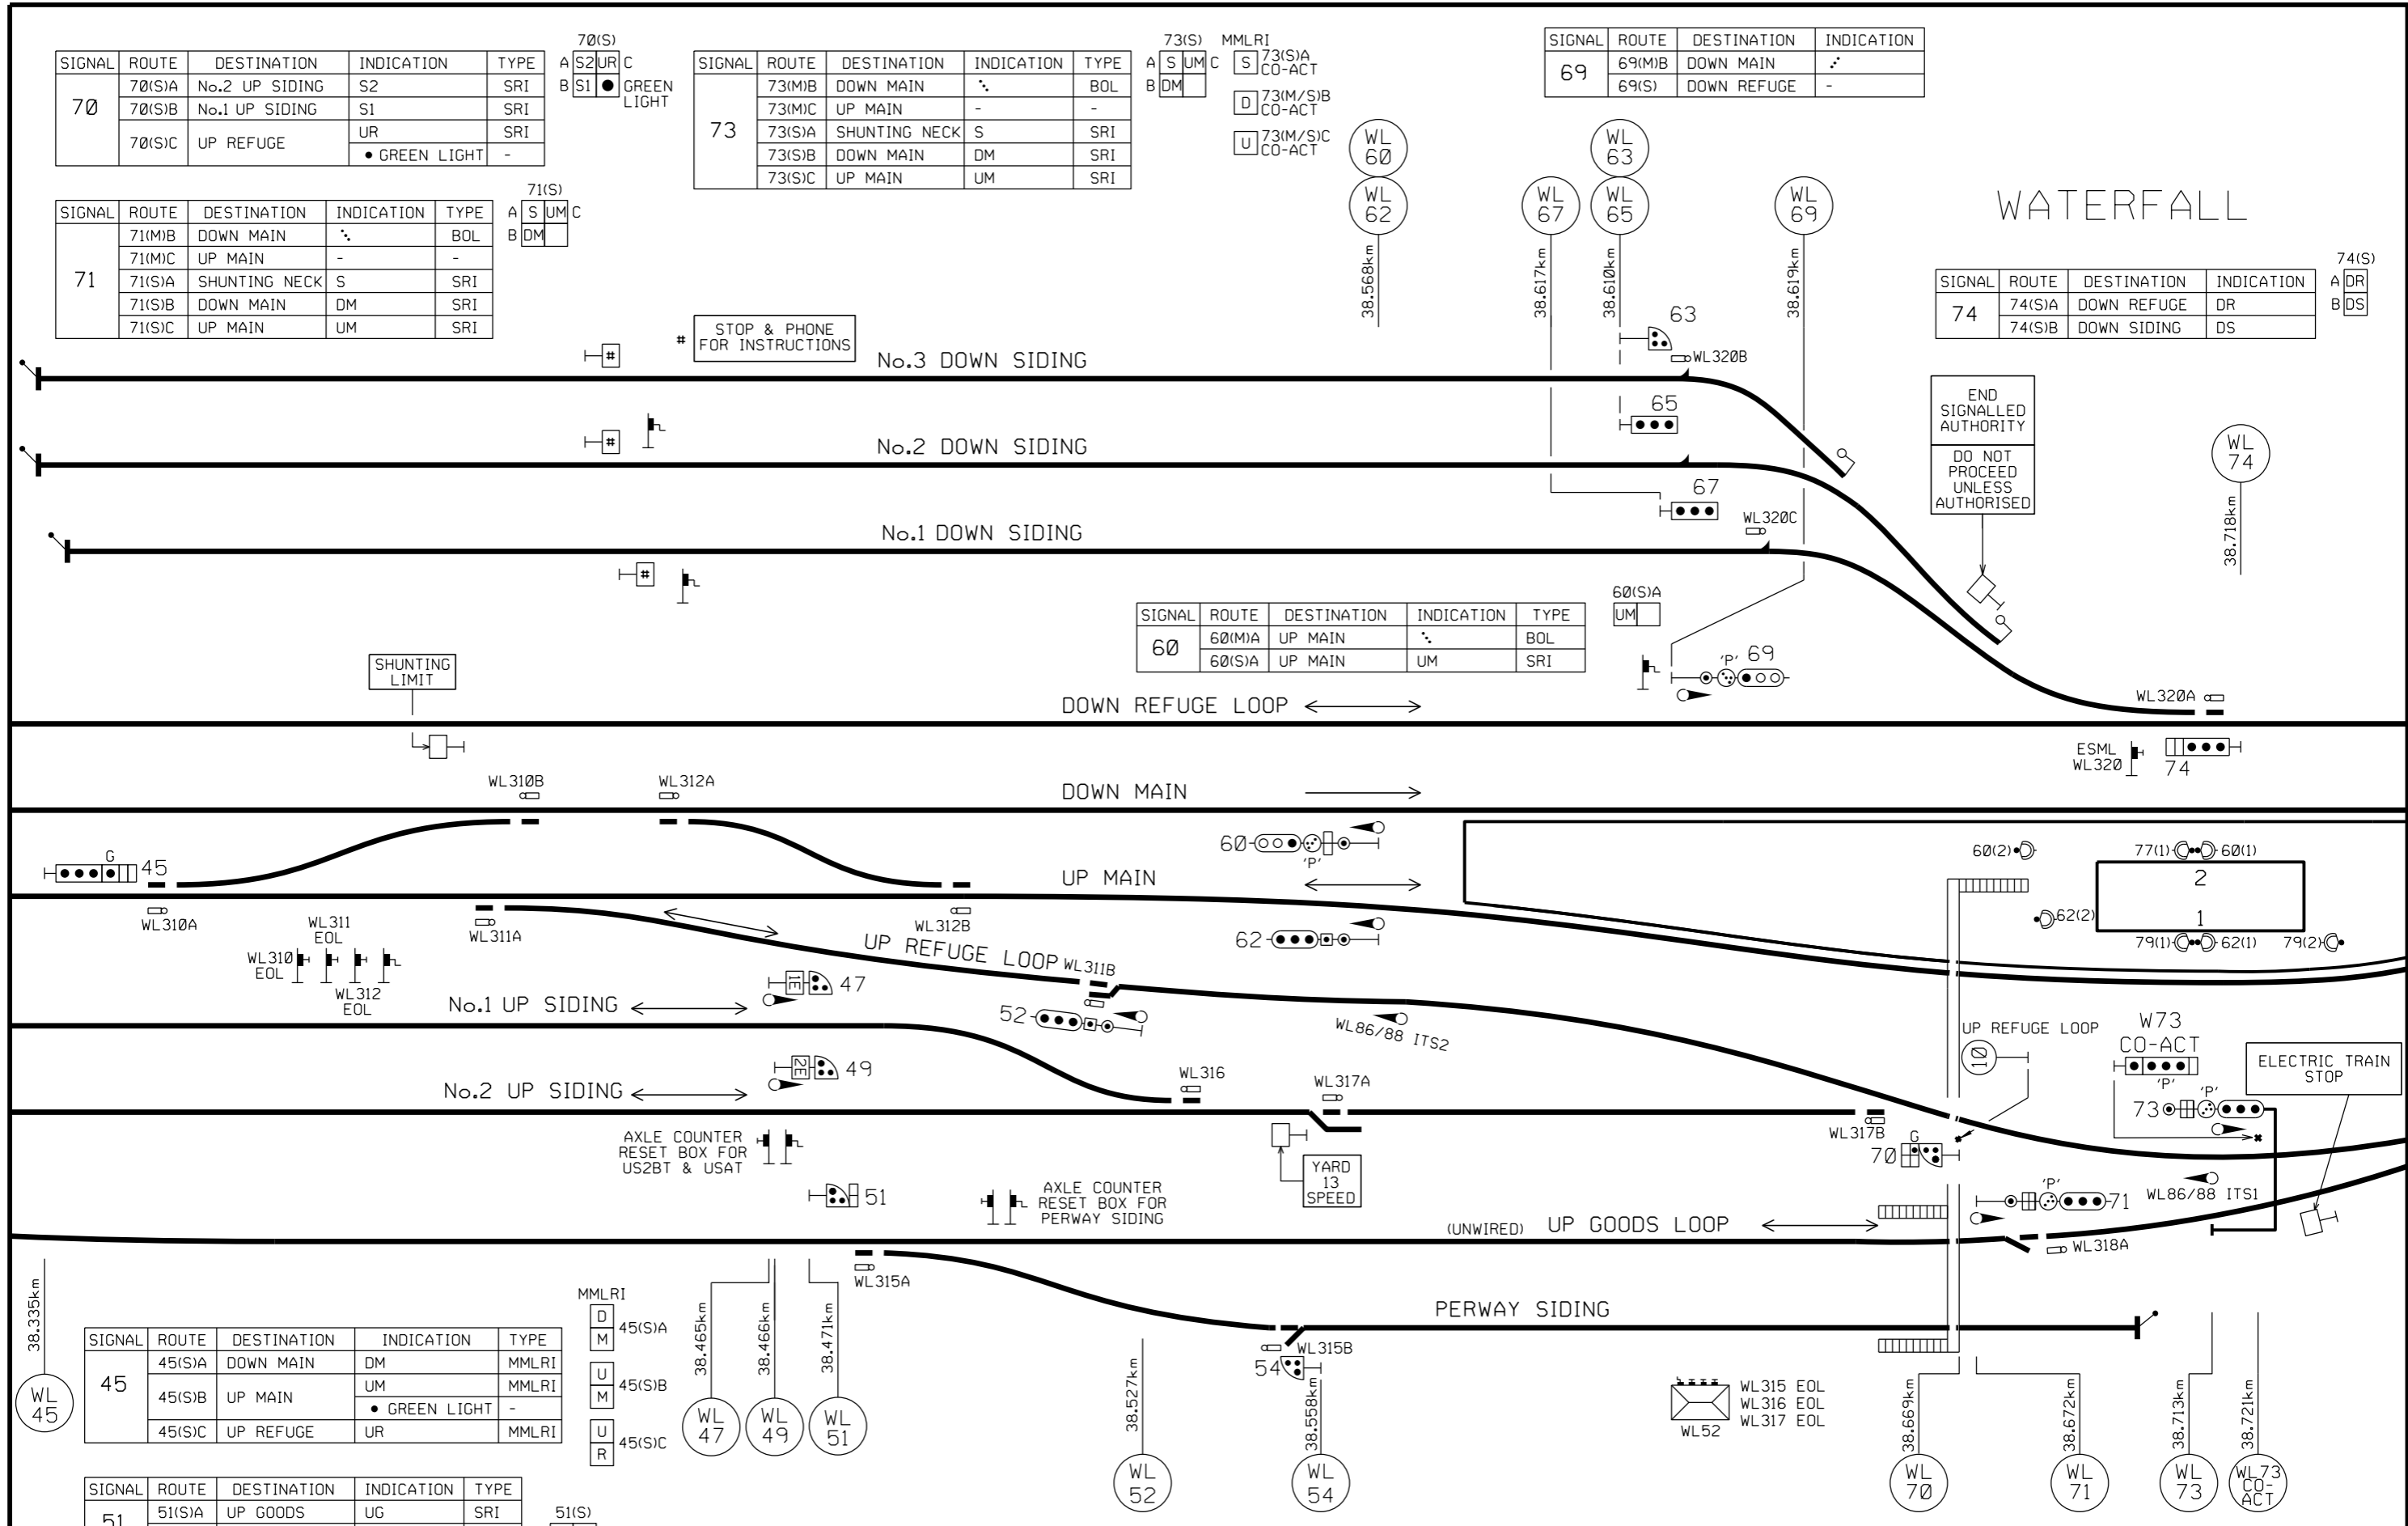 70(S)
SIGNAL ROUTE DESTINATION INDICATION TYPE
70
70(S)A No.2 UP SIDING S2 SRI
70(S)B No.1 UP SIDING S1 SRI
70(S)C UP REFUGE UR SRI
● GREEN LIGHT -
A S2 UR C
B S1 ● GREEN LIGHT
71(S)
SIGNAL ROUTE DESTINATION INDICATION TYPE
71
71(M)B DOWN MAIN BOL
71(M)C UP MAIN - -
71(S)A SHUNTING NECK S SRI
71(S)B DOWN MAIN DM SRI
71(S)C UP MAIN UM SRI
A S UM C
B DM
73(S)
SIGNAL ROUTE DESTINATION INDICATION TYPE
73
73(M)B DOWN MAIN BOL
73(M)C UP MAIN - -
73(S)A SHUNTING NECK S SRI
73(S)B DOWN MAIN DM SRI
73(S)C UP MAIN UM SRI
A S UM C
B DM
MMLRI
S 73(S)A CO-ACT
D 73(M/S)B CO-ACT
U 73(M/S)C CO-ACT
SIGNAL ROUTE DESTINATION INDICATION
69
69(M)B DOWN MAIN
69(S) DOWN REFUGE -
WL 60
WL 62
38.568km
WL 67
38.617km
WL 63
WL 65
38.610km
WL 69
38.619km
WATERFALL
74(S)
SIGNAL ROUTE DESTINATION INDICATION
74
74(S)A DOWN REFUGE DR
74(S)B DOWN SIDING DS
A DR
B DS
# STOP & PHONE
FOR INSTRUCTIONS
#
No.3 DOWN SIDING
63
WL320B
#
No.2 DOWN SIDING
65
67
#
No.1 DOWN SIDING
WL320C
END
SIGNALLED
AUTHORITY
DO NOT
PROCEED
UNLESS
AUTHORISED
WL 74
38.718km
60(S)A
SIGNAL ROUTE DESTINATION INDICATION TYPE
60
60(M)A UP MAIN BOL
60(S)A UP MAIN UM SRI
UM
'P' 69
SHUNTING
LIMIT
DOWN REFUGE LOOP
WL320A
ESML
WL320
74
WL310B
WL312A
DOWN MAIN
G
45
60
'P'
60(2)
77(1)
60(1)
2
1
UP MAIN
WL310A
WL311
EOL
WL311A
WL312B
62
62(2)
79(1)
62(1)
79(2)
WL310
EOL
WL312
EOL
UP REFUGE LOOP
WL311B
1E 47
No.1 UP SIDING
52
WL86/88 ITS2
UP REFUGE LOOP
10
W73
CO-ACT
'P'
ELECTRIC TRAIN
STOP
2E 49
No.2 UP SIDING
WL316
WL317A
WL317B
73
'P'
AXLE COUNTER
RESET BOX FOR
US2BT & USAT
YARD
13
SPEED
G
70
WL86/88 ITS1
51
AXLE COUNTER
RESET BOX FOR
PERWAY SIDING
'P'
71
(UNWIRED) UP GOODS LOOP
WL318A
WL315A
PERWAY SIDING
WL315B
54
38.335km
WL 45
SIGNAL ROUTE DESTINATION INDICATION TYPE
45
45(S)A DOWN MAIN DM MMLRI
45(S)B UP MAIN UM MMLRI
● GREEN LIGHT -
45(S)C UP REFUGE UR MMLRI
MMLRI
D M 45(S)A
U M 45(S)B
U R 45(S)C
38.465km
WL 47
38.466km
WL 49
38.471km
WL 51
38.527km
WL 52
38.558km
WL 54
WL52
WL315 EOL
WL316 EOL
WL317 EOL
38.669km
WL 70
38.672km
WL 71
38.713km
WL 73
38.721km
WL73
CO-
ACT
SIGNAL ROUTE DESTINATION INDICATION TYPE
51
51(S)A UP GOODS UG SRI
51(S)